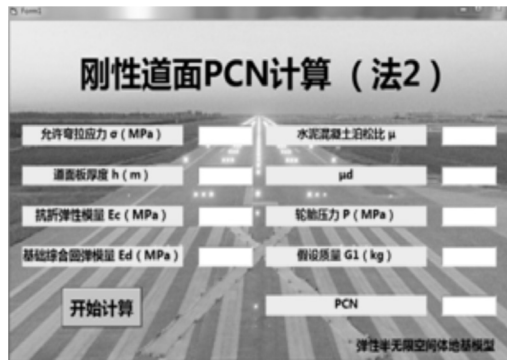 Form1
刚性道面PCN计算（法2）
允许弯拉应力 σ（MPa）
水泥混凝土泊松比 μ
道面板厚度 h（m）
μd
抗折弹性模量 Ec（MPa）
轮胎压力 P（MPa）
基础综合回弹模量 Ed（MPa）
假设质量 G1（kg）
开始计算
PCN
弹性半无限空间体地基模型